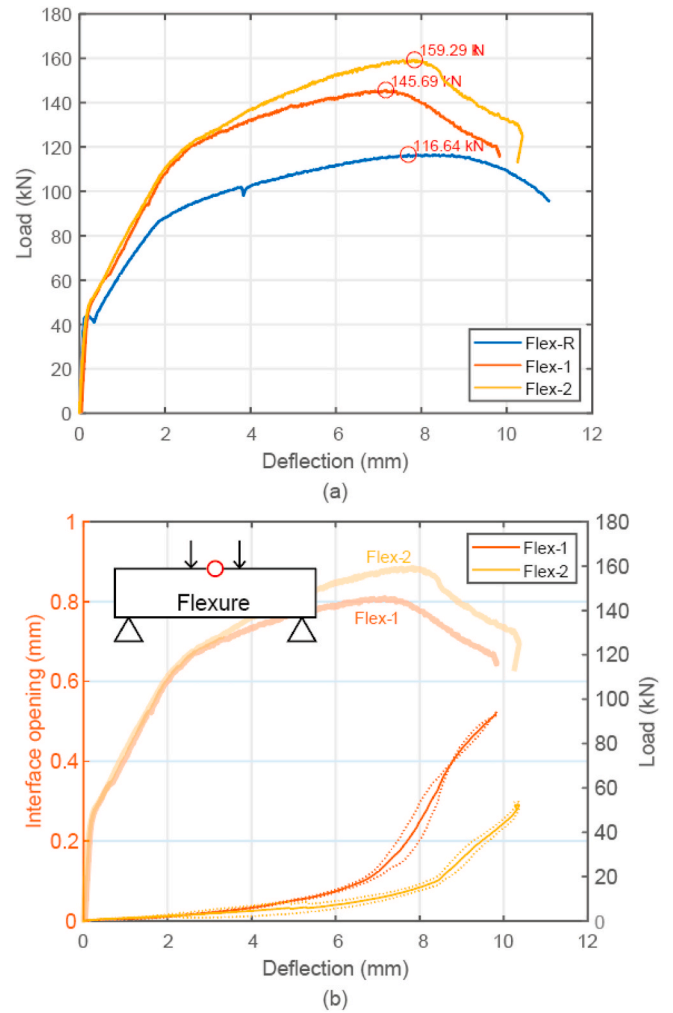 180
160
140
120
100
80
60
40
20
0
Load (kN)
159.29 kN
145.69 kN
116.64 kN
Flex-R
Flex-1
Flex-2
0 2 4 6 8 10 12
Deflection (mm)
(a)
1
0.8
0.6
0.4
0.2
0
Interface opening (mm)
Flexure
Flex-2
Flex-1
Flex-1
Flex-2
180
160
140
120
100
80
60
40
20
0
Load (kN)
0 2 4 6 8 10 12
Deflection (mm)
(b)